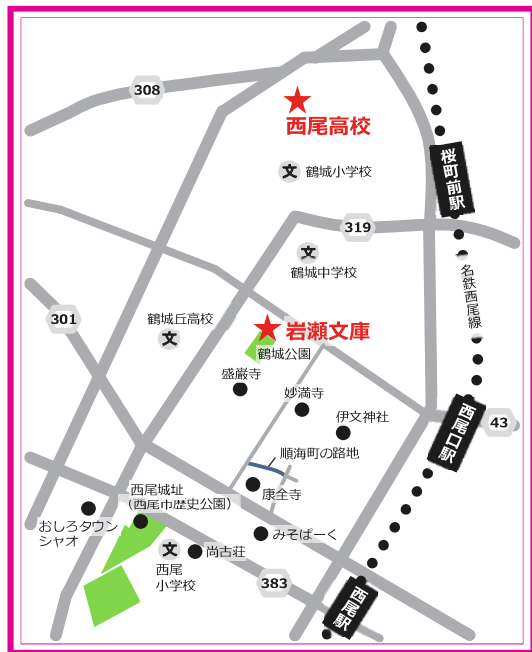 308
西尾高校
桜町前駅
文 鶴城小学校
319
文
鶴城中学校
名鉄西尾線
301
鶴城丘高校
文
岩瀬文庫
鶴城公園
盛巌寺
妙満寺
伊文神社
43
西尾口駅
順海町の路地
康全寺
西尾城址
(西尾市歴史公園)
おしろタウン
シャオ
みそぱーく
文
西尾
小学校
尚古荘
383
西尾駅